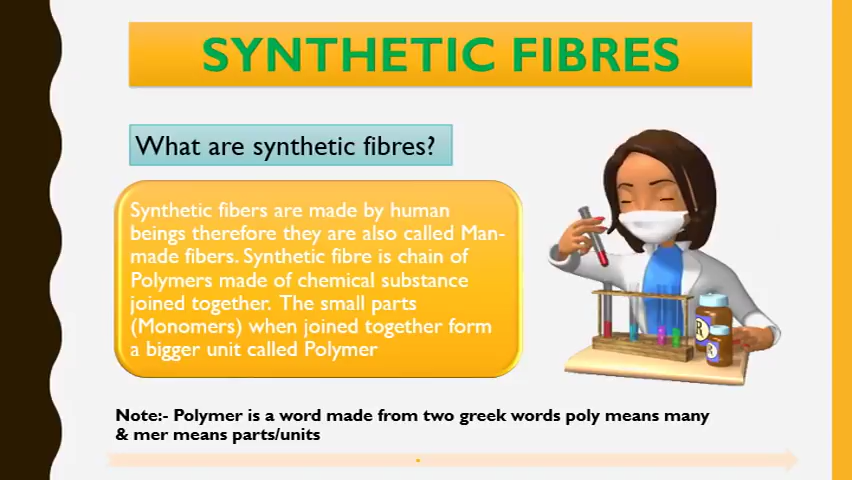 SYNTHETIC FIBRES
What are synthetic fibres?
Synthetic fibers are made by human
beings therefore they are also called Man-
made fibers. Synthetic fibre is chain of
Polymers made of chemical substance
joined together. The small parts
(Monomers) when joined together form
a bigger unit called Polymer
Note:- Polymer is a word made from two greek words poly means many
& mer means parts/units